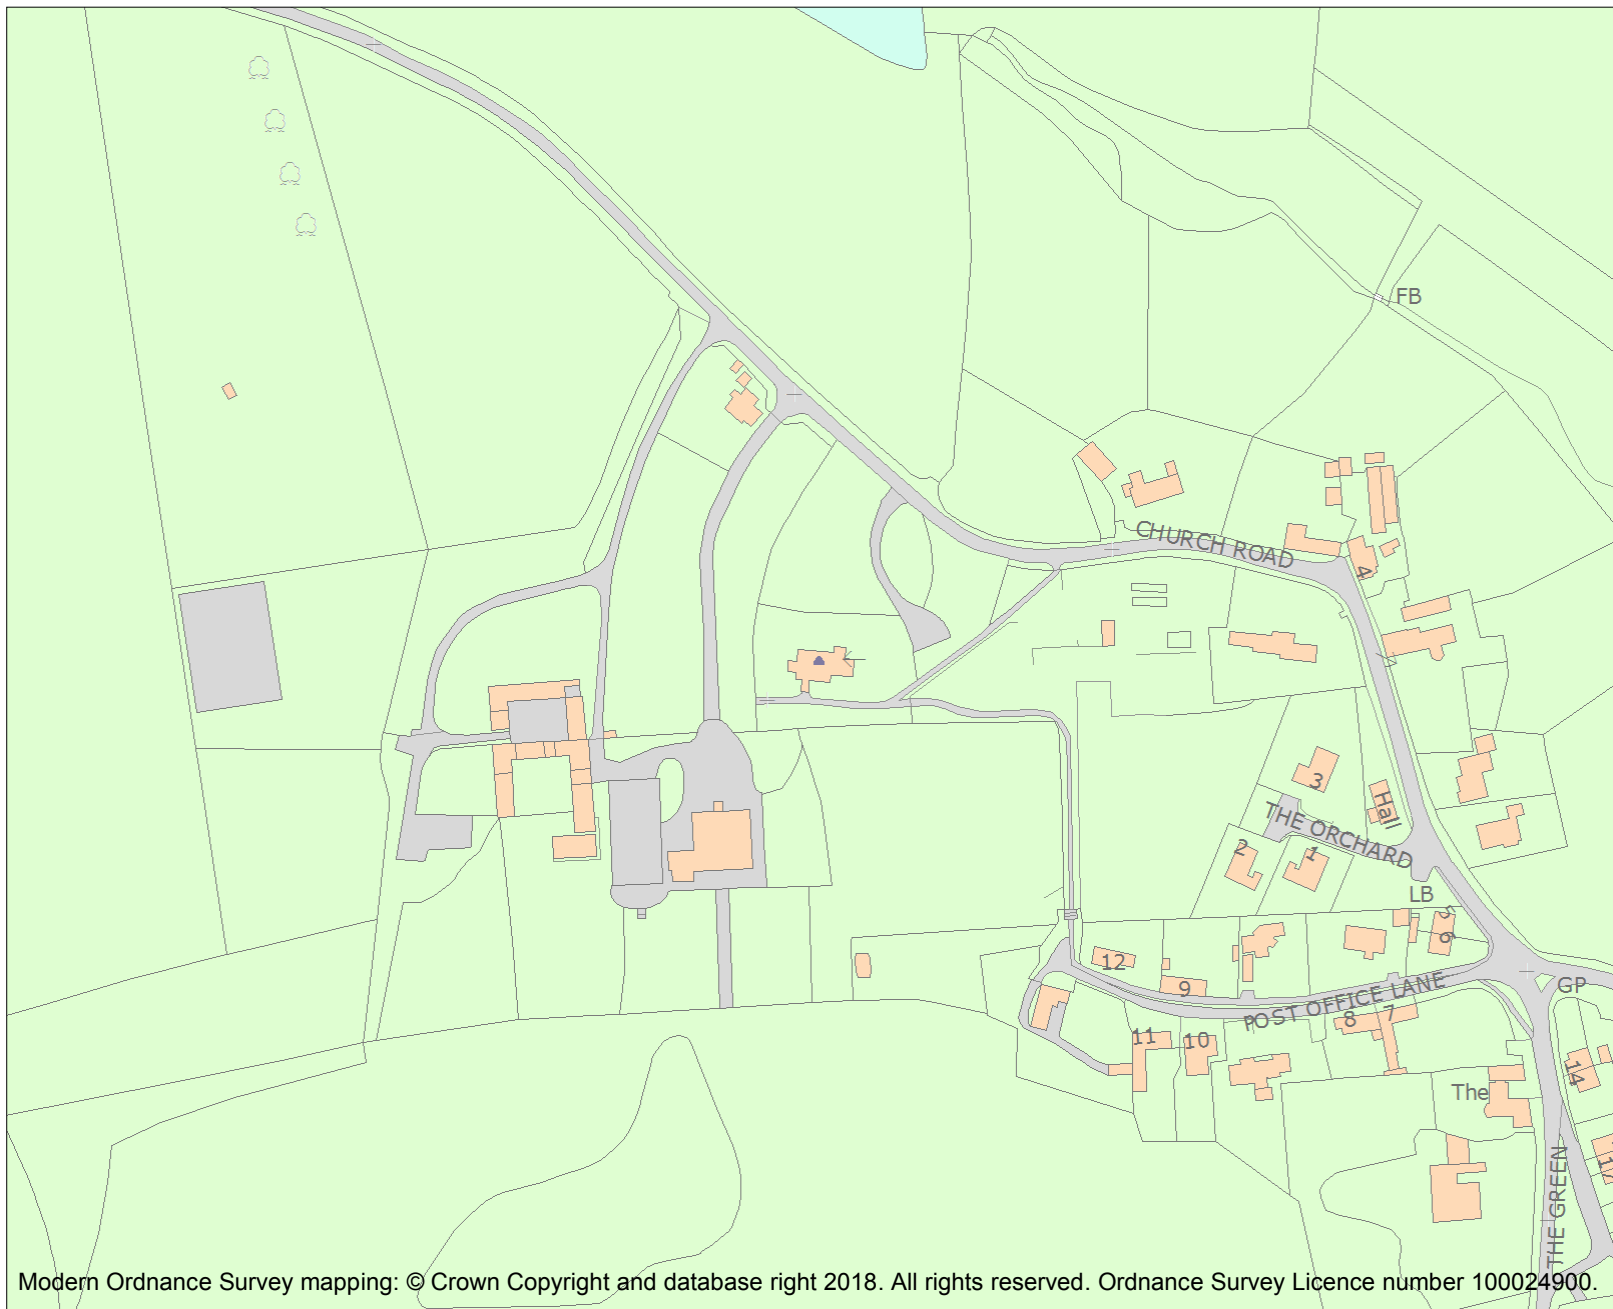 FB
CHURCH ROAD
4
3
Hall
THE ORCHARD
2
1
LB
5
6
12
9
GP
POST OFFICE LANE
8
7
11
10
14
The
17
THE GREEN
Modern Ordnance Survey mapping: © Crown Copyright and database right 2018. All rights reserved. Ordnance Survey Licence number 100024900.